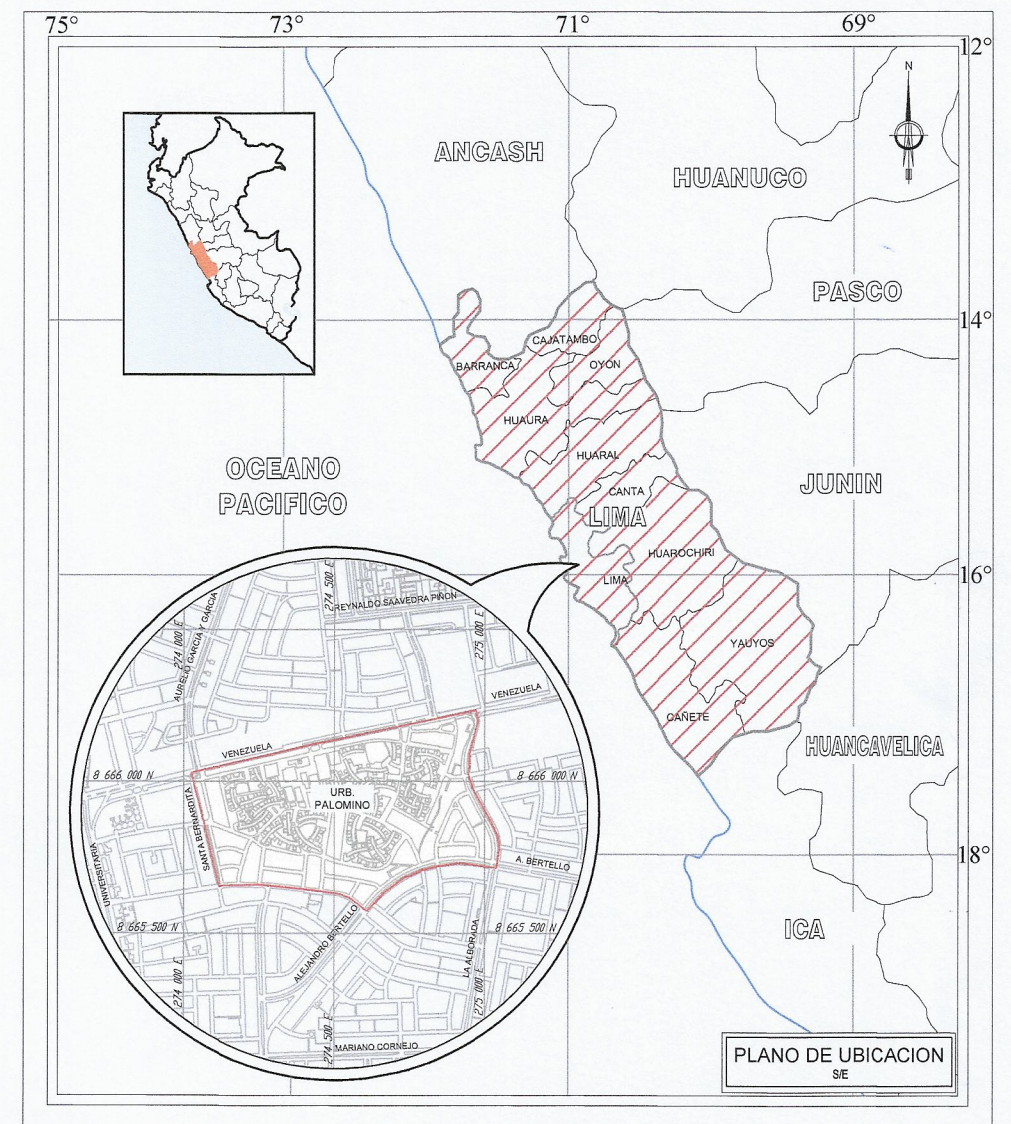 75°
73°
71°
69°
12°
N
ANCASH
HUANUCO
PASCO
14°
CAJATAMBO
BARRANCA
OYON
HUAURA
HUARAL
OCEANO
PACIFICO
JUNIN
CANTA
LIMA
HUAROCHIRI
16°
LIMA
YAUYOS
CAÑETE
HUANCAVELICA
18°
ICA
274 500 E
REYNALDO SAAVEDRA PIÑON
AURELIO GARCIA Y GARCIA
274 000 E
275 000 E
VENEZUELA
VENEZUELA
8 666 000 N
8 666 000 N
URB.
PALOMINO
SANTA BERNARDITA
UNIVERSITARIA
A. BERTELLO
8 665 500 N
8 665 500 N
ALEJANDRO BERTELLO
LA ALBORADA
274 000 E
275 000 E
274 500 E
MARIANO CORNEJO
PLANO DE UBICACION
S/E